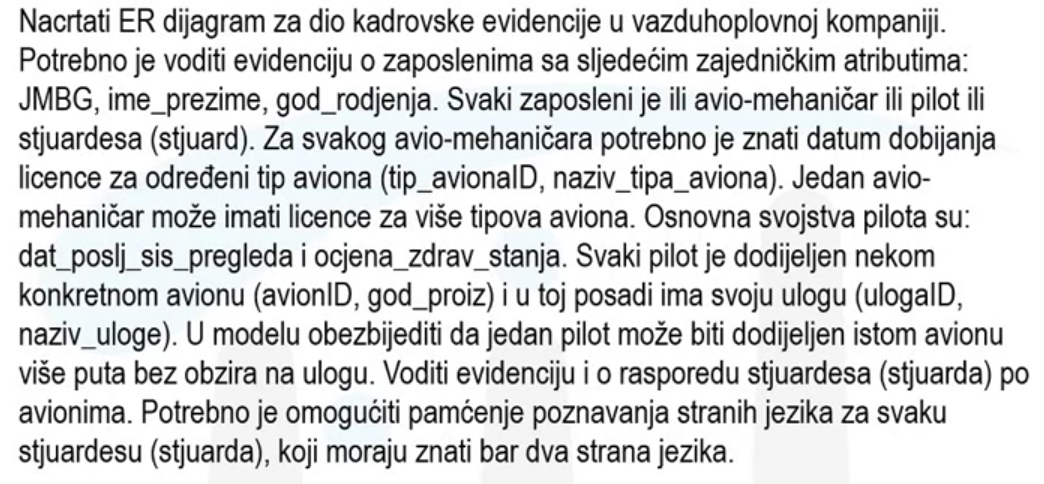 Nacrtati ER dijagram za dio kadrovske evidencije u vazduhoplovnoj kompaniji.
Potrebno je voditi evidenciju o zaposlenima sa sljedećim zajedničkim atributima:
JMBG, ime_prezime, god_rodjenja. Svaki zaposleni je ili avio-mehaničar ili pilot ili
stjuardesa (stjuard). Za svakog avio-mehaničara potrebno je znati datum dobijanja
licence za određeni tip aviona (tip_avionaID, naziv_tipa_aviona). Jedan avio-
mehaničar može imati licence za više tipova aviona. Osnovna svojstva pilota su:
dat_poslj_sis_pregleda i ocjena_zdrav_stanja. Svaki pilot je dodijeljen nekom
konkretnom avionu (avionID, god_proiz) i u toj posadi ima svoju ulogu (ulogaID,
naziv_uloge). U modelu obezbijediti da jedan pilot može biti dodijeljen istom avionu
više puta bez obzira na ulogu. Voditi evidenciju i o rasporedu stjuardesa (stjuarda) po
avionima. Potrebno je omogućiti pamćenje poznavanja stranih jezika za svaku
stjuardesu (stjuarda), koji moraju znati bar dva strana jezika.